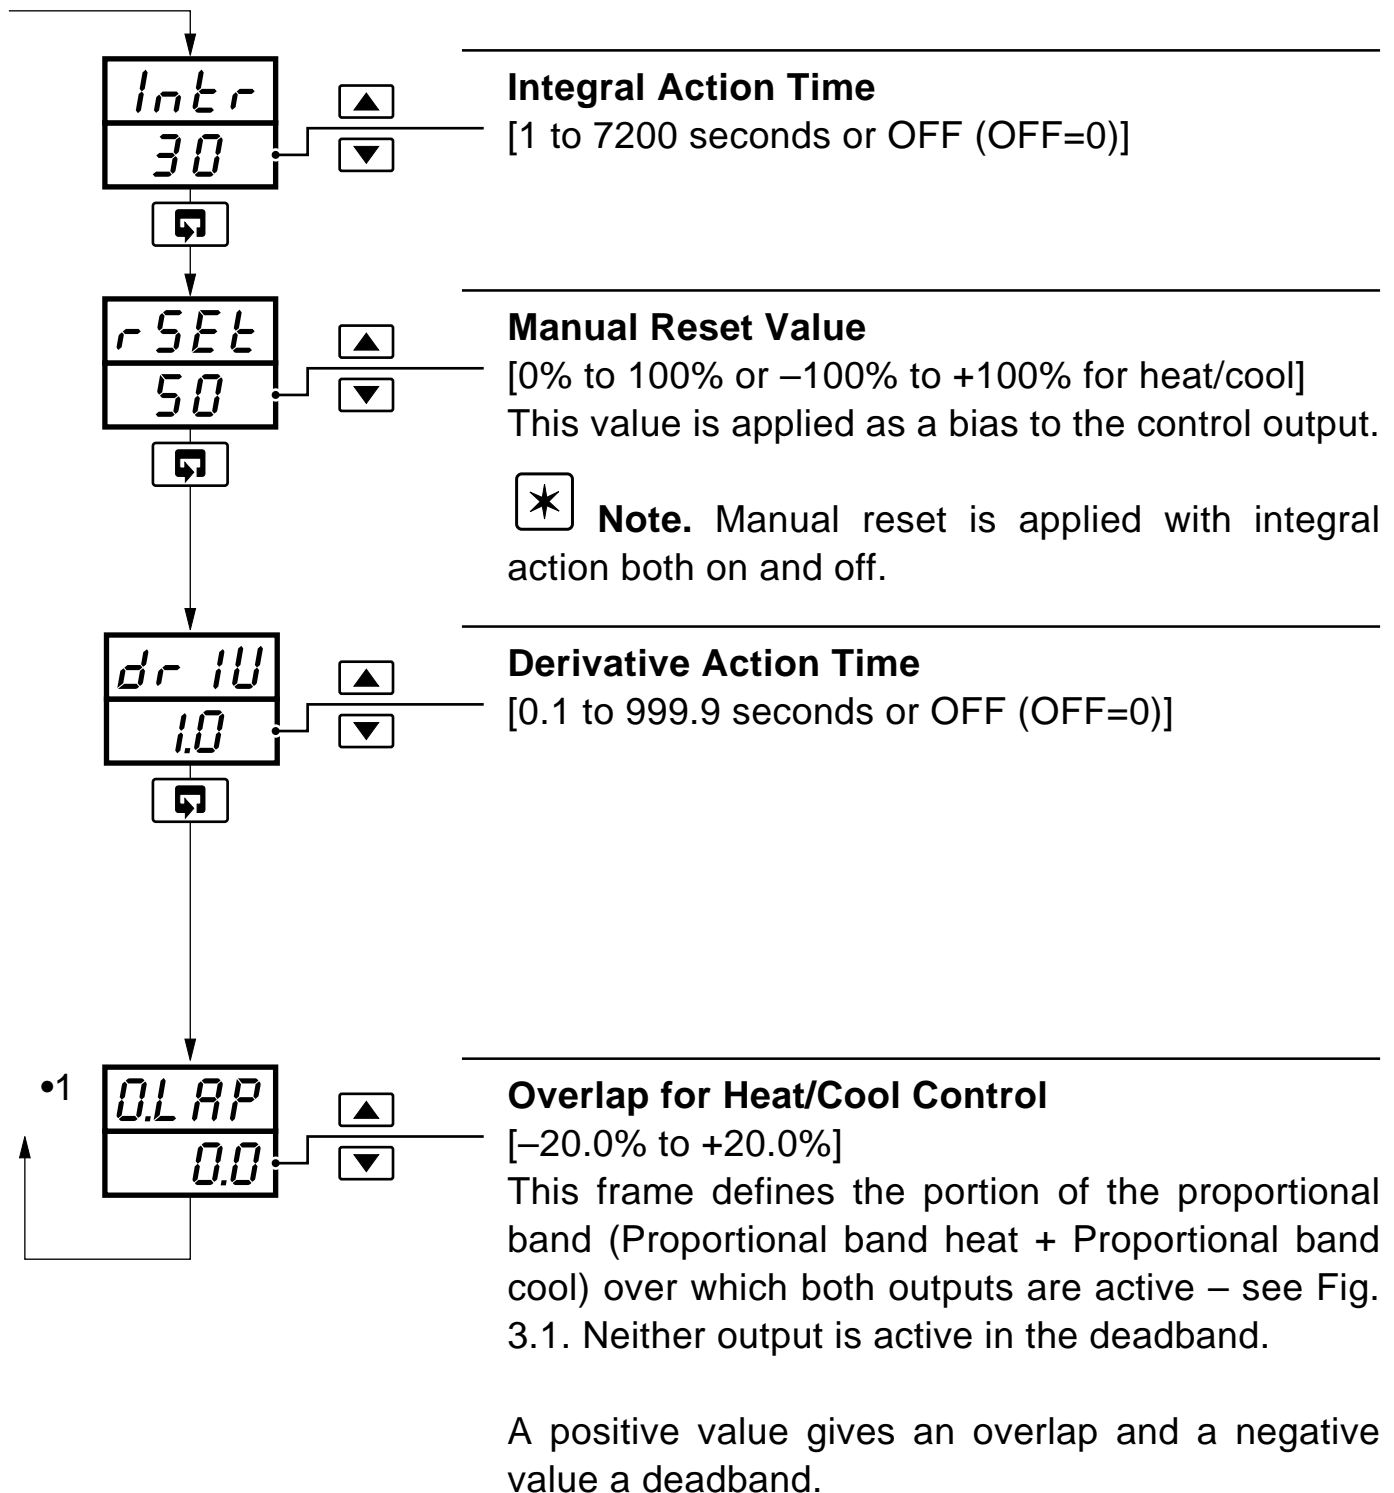 Intr
30
Integral Action Time
[1 to 7200 seconds or OFF (OFF=0)]
rSEt
50
Manual Reset Value
[0% to 100% or –100% to +100% for heat/cool]
This value is applied as a bias to the control output.
Note. Manual reset is applied with integral
action both on and off.
drIV
1.0
Derivative Action Time
[0.1 to 999.9 seconds or OFF (OFF=0)]
•1
O.LAP
0.0
Overlap for Heat/Cool Control
[–20.0% to +20.0%]
This frame defines the portion of the proportional
band (Proportional band heat + Proportional band
cool) over which both outputs are active – see Fig.
3.1. Neither output is active in the deadband.
A positive value gives an overlap and a negative
value a deadband.